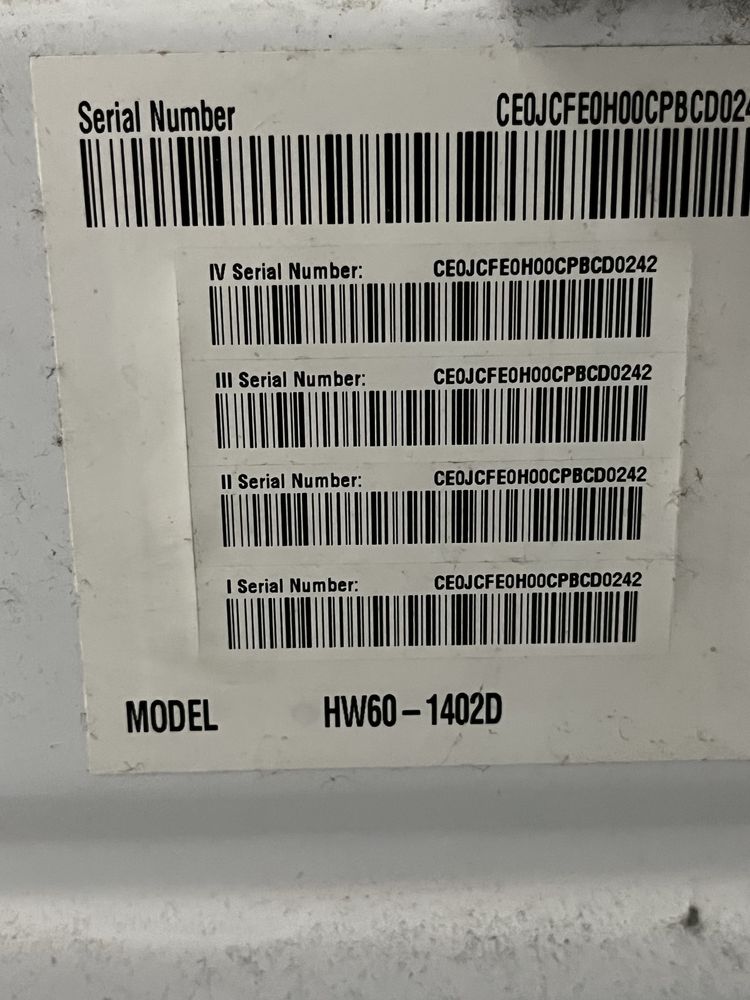 Serial Number CE0JCFE0H00CPBCD024
IV Serial Number: CE0JCFE0H00CPBCD0242
III Serial Number: CE0JCFE0H00CPBCD0242
II Serial Number: CE0JCFE0H00CPBCD0242
I Serial Number: CE0JCFE0H00CPBCD0242
MODEL HW60-1402D